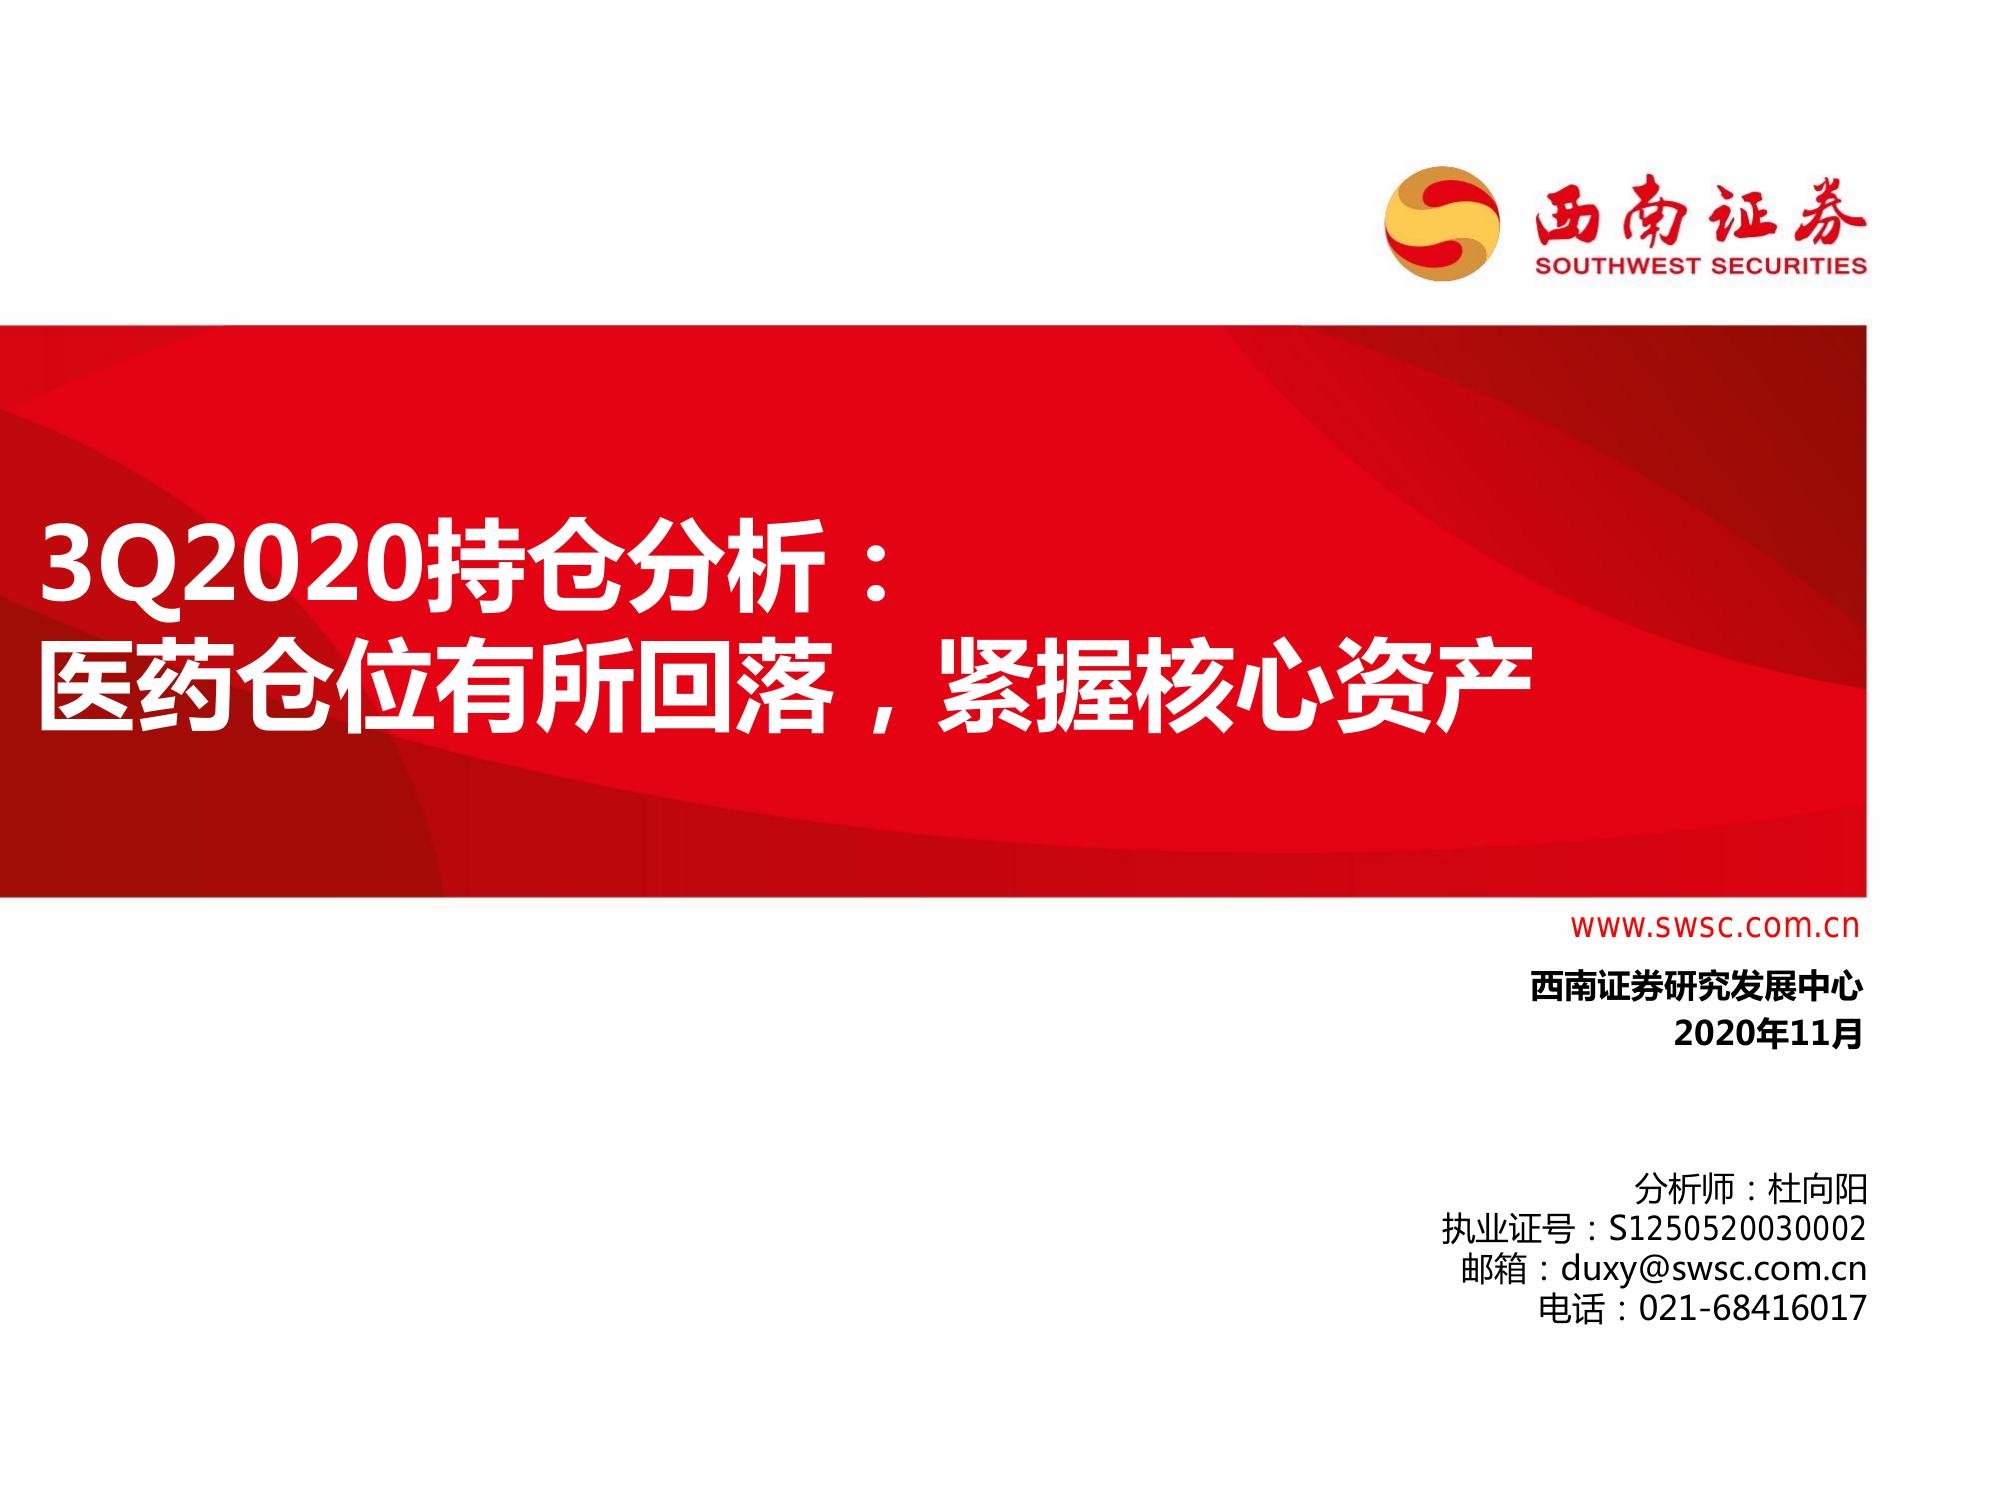 西南证券
SOUTHWEST SECURITIES
3Q2020持仓分析：
医药仓位有所回落，紧握核心资产
www.swsc.com.cn
西南证券研究发展中心
2020年11月
分析师：杜向阳
执业证号：S1250520030002
邮箱：duxy@swsc.com.cn
电话：021-68416017